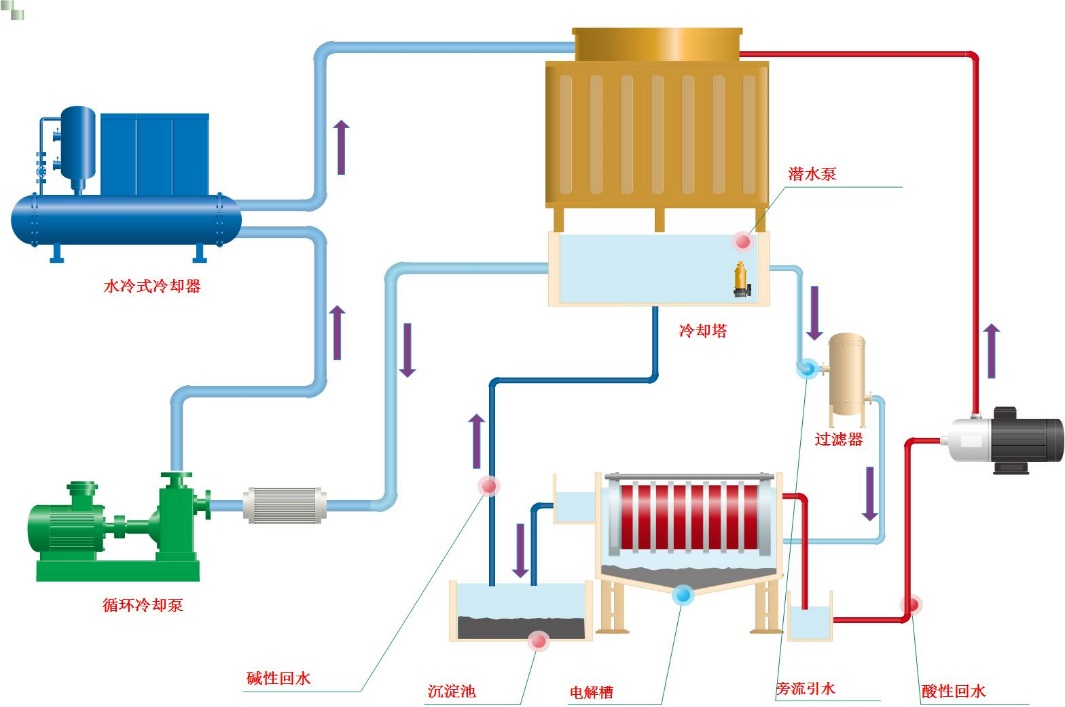 潜水泵
水冷式冷却器
冷却塔
过滤器
循环冷却泵
碱性回水
沉淀池
电解槽
旁流引水
酸性回水